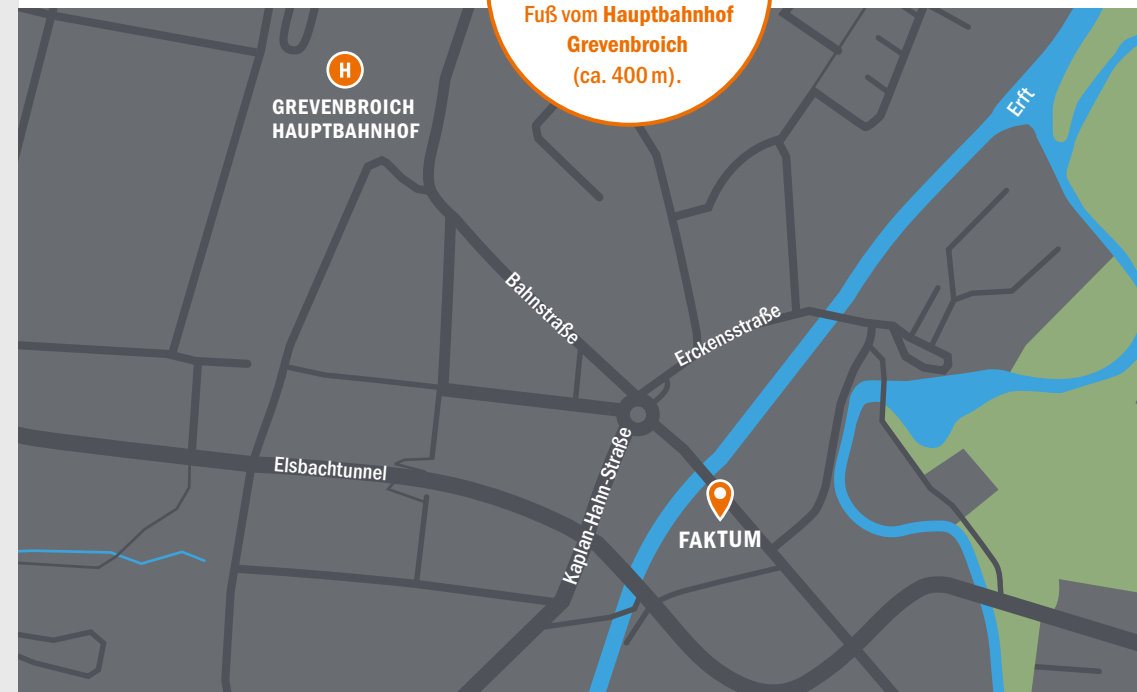 Fuß vom Hauptbahnhof
Grevenbroich
(ca. 400 m).
H
GREVENBROICH
HAUPTBAHNHOF
Erft
Bahnstraße
Erckensstraße
Elsbachtunnel
Kaplan-Hahn-Straße
FAKTUM